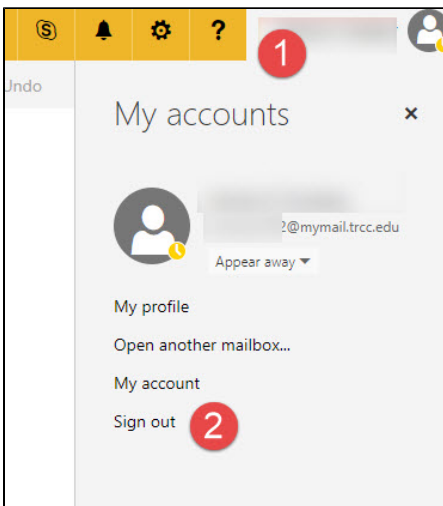 ?
1
Undo
My accounts
2@mymail.trcc.edu
Appear away
My profile
Open another mailbox...
My account
Sign out
2